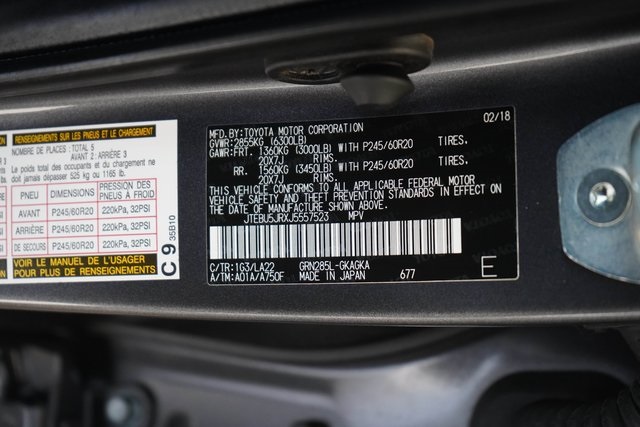 RENSEIGNEMENTS SUR LES PNEUS ET LE CHARGEMENT
NOMBRE DE PLACES : TOTAL 5
AVANT : 2 ARRIÈRE : 3
Le poids total des occupants et du chargement ne doit
jamais dépasser 525 kg ou 1165 lb.
PNEU DIMENSIONS PRESSION DES PNEUS À FROID
AVANT P245/60R20 220kPa, 32PSI
ARRIÈRE P245/60R20 220kPa, 32PSI
DE SECOURS P245/60R20 220kPa, 32PSI
VOIR LE MANUEL DE L'USAGER
POUR PLUS DE RENSEIGNEMENTS
C 9 35B10
MFD. BY: TOYOTA MOTOR CORPORATION 02/18
GVWR: 2855KG (6300LB)
GAWR: FRT. 1360KG (3000LB) WITH P245/60R20 TIRES.
20X7J RIMS.
RR. 1560KG (3450LB) WITH P245/60R20 TIRES.
20X7J RIMS.
THIS VEHICLE CONFORMS TO ALL APPLICABLE FEDERAL MOTOR
VEHICLE SAFETY AND THEFT PREVENTION STANDARDS IN EFFECT ON
THE DATE OF MANUFACTURE SHOWN ABOVE.
JTEBU5JRXJ5557523 MPV
C/TR: 1G3/LA22 GRN285L-GKAGKA
A/TM: A01A/A750F MADE IN JAPAN 677 E